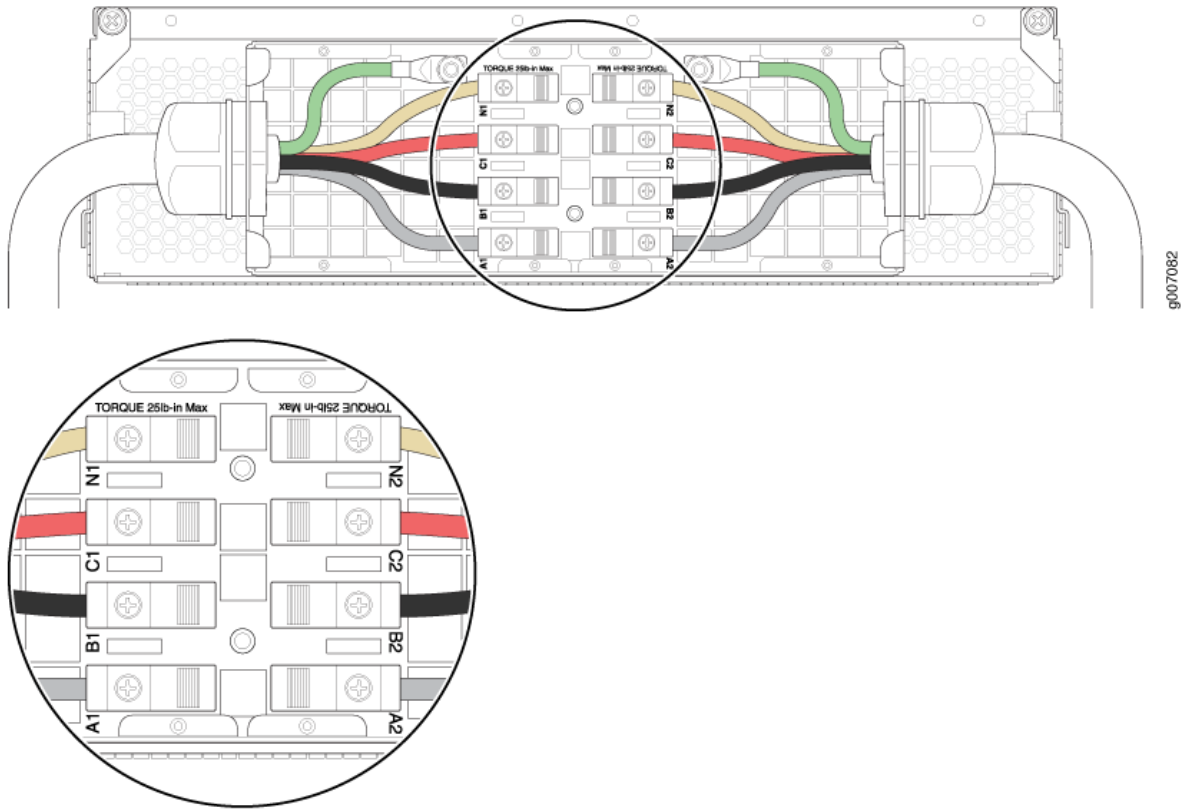 TORQUE 25lb-in Max
TORQUE 25lb-in Max
N1
N2
C1
C2
B1
B2
A1
A2
g007082
TORQUE 25lb-in Max
TORQUE 25lb-in Max
N1
N2
C1
C2
B1
B2
A1
A2